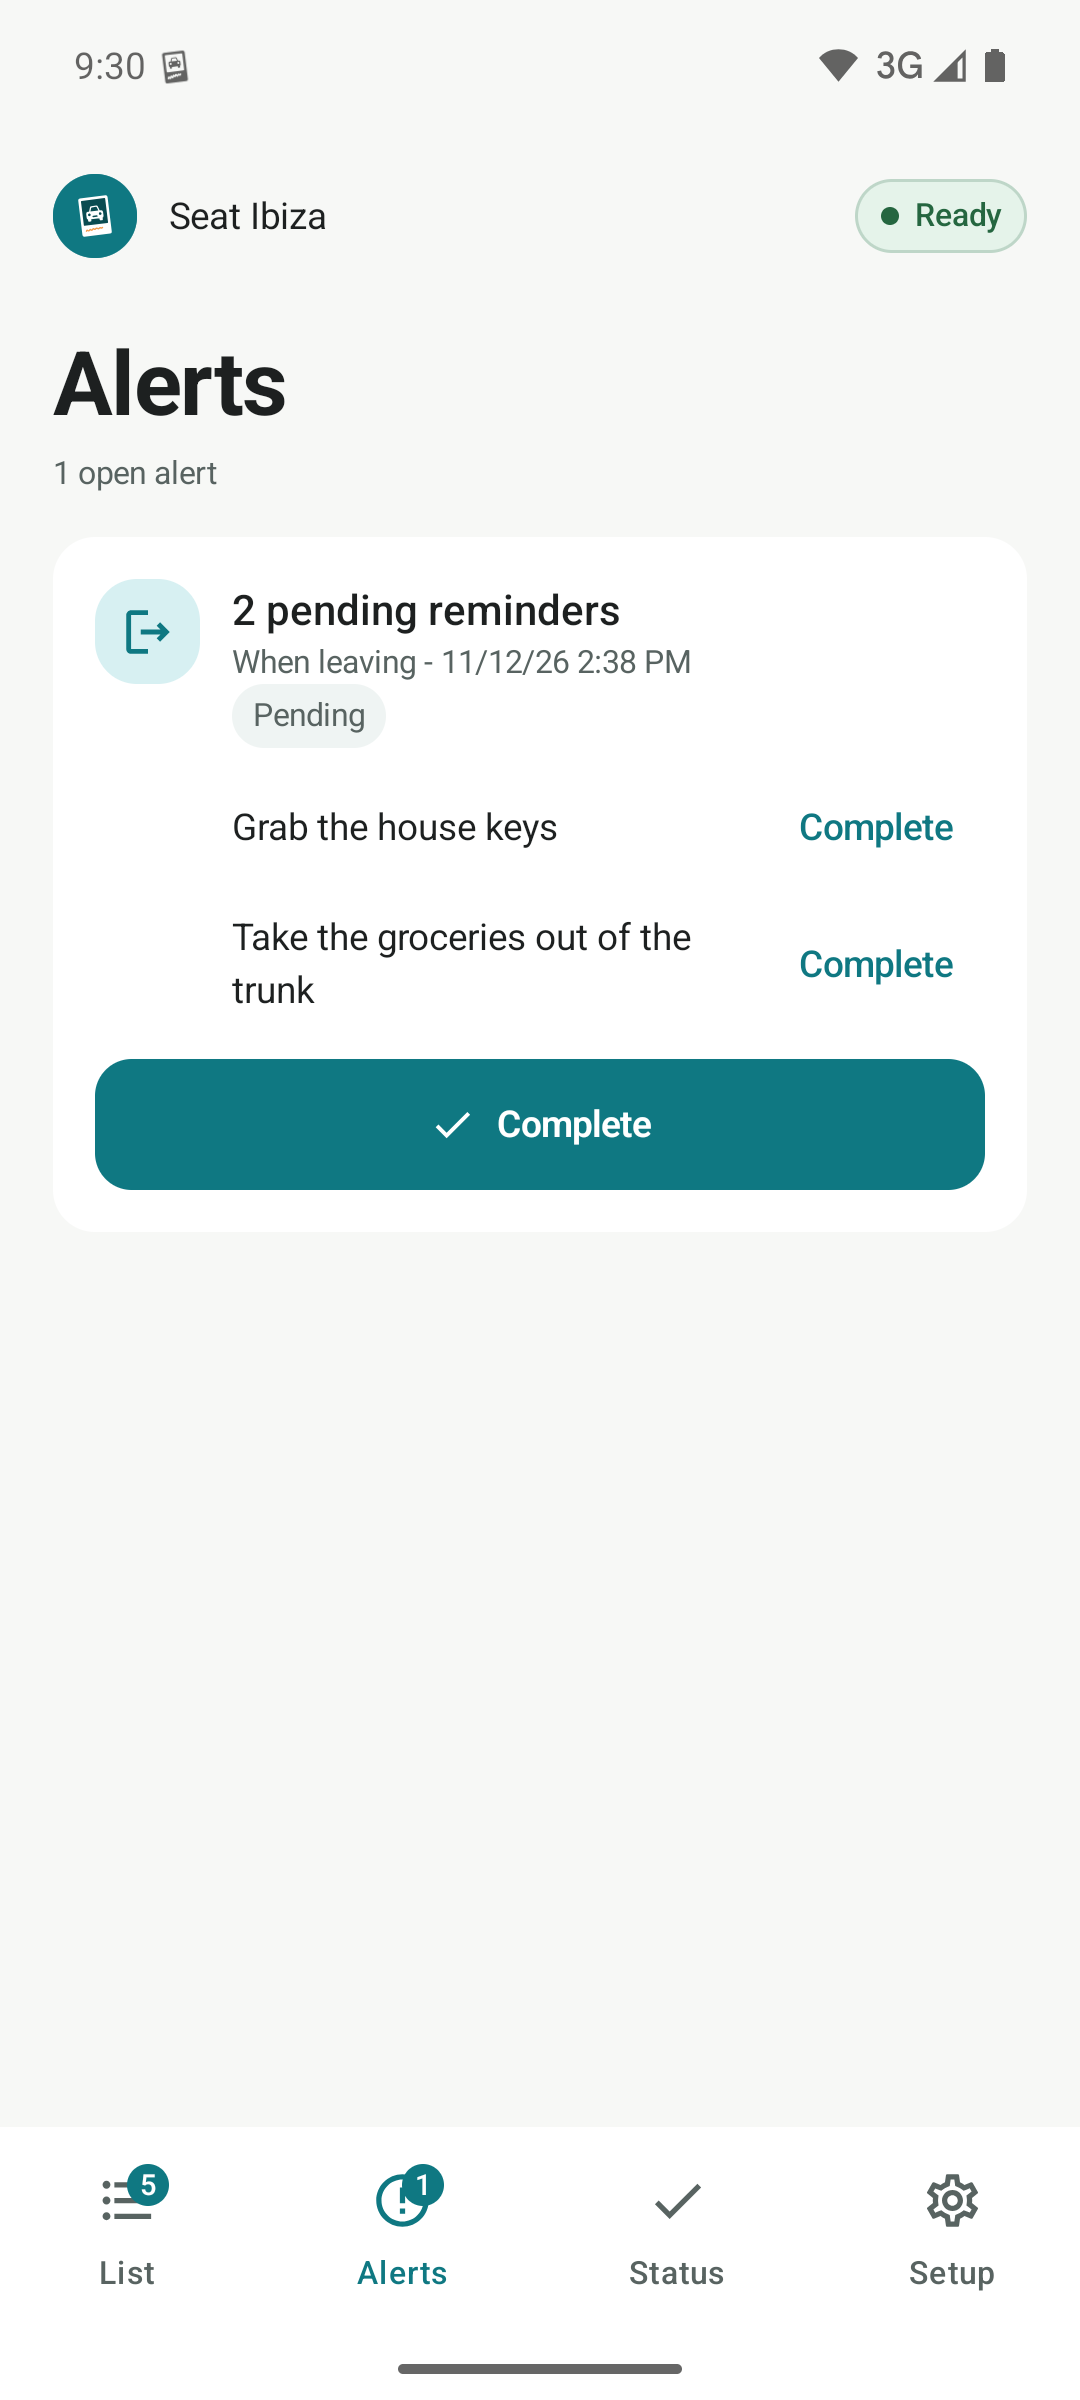 9:30
3G
Seat Ibiza
Ready
Alerts
1 open alert
2 pending reminders
When leaving - 11/12/26 2:38 PM
Pending
Grab the house keys
Complete
Take the groceries out of the
trunk
Complete
Complete
5
1
List
Alerts
Status
Setup